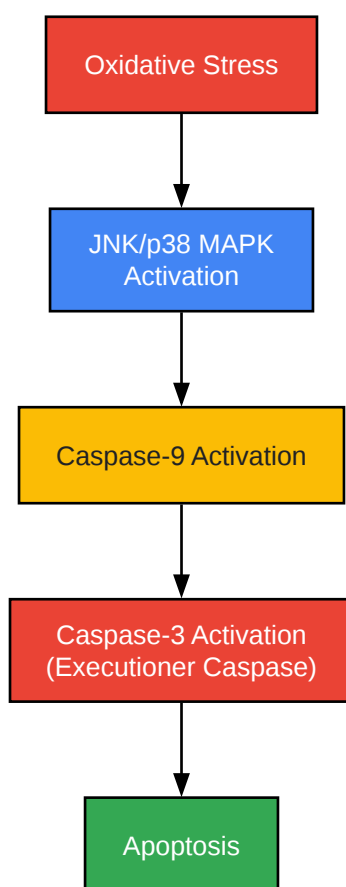 Oxidative Stress
JNK/p38 MAPK
Activation
Caspase-9 Activation
Caspase-3 Activation
(Executioner Caspase)
Apoptosis